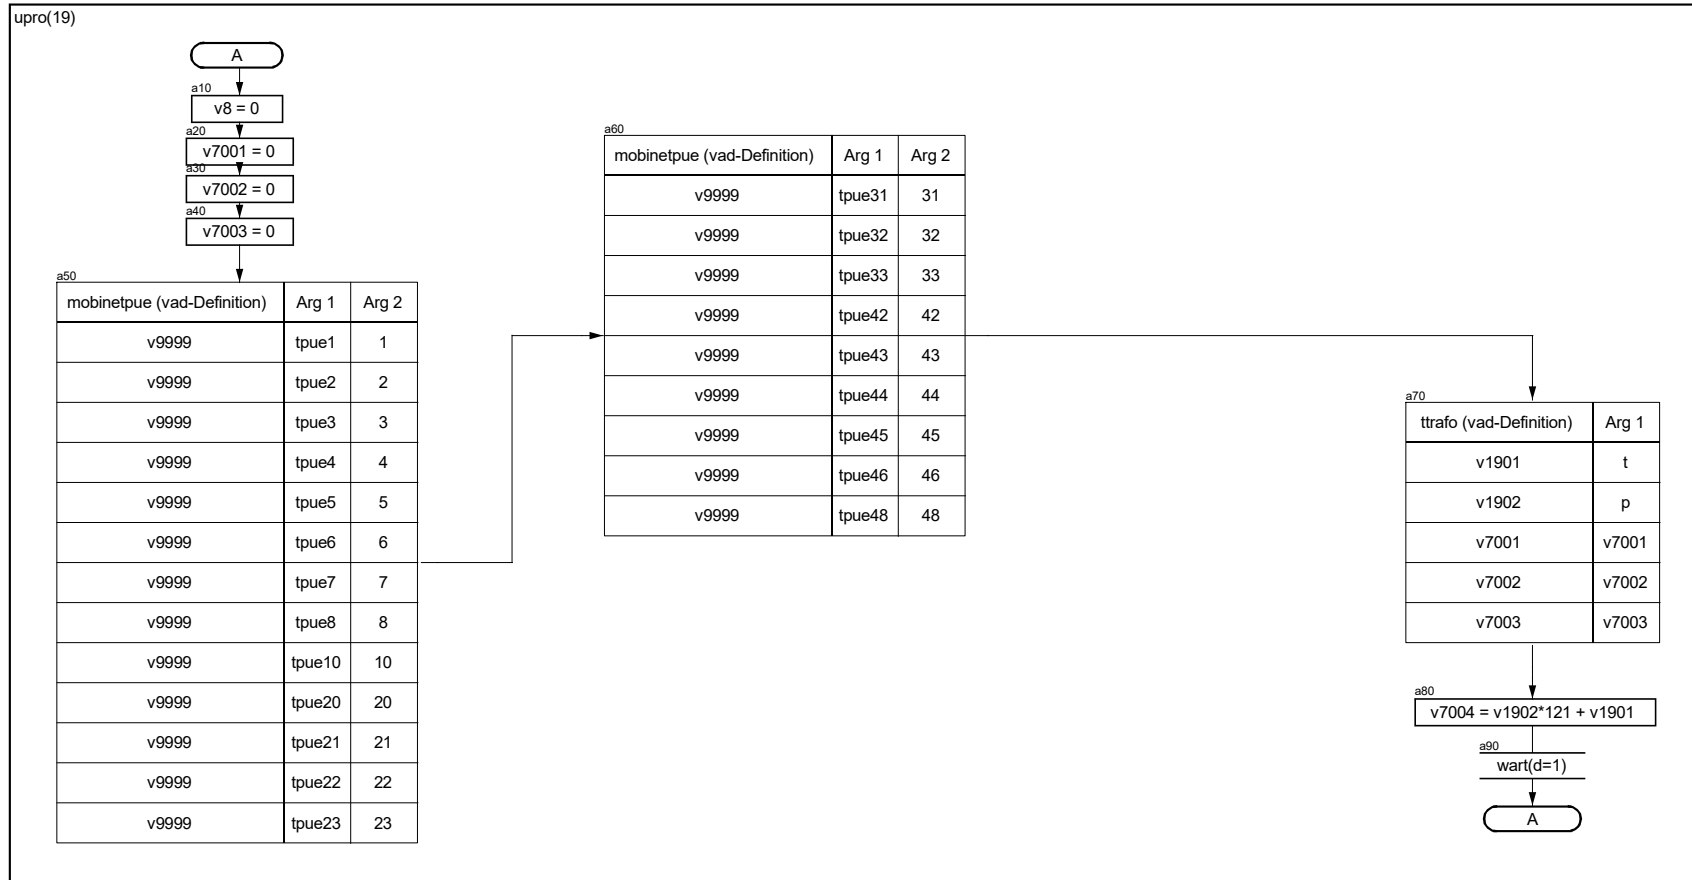 upro(19)
A
a10
v8 = 0
a20
v7001 = 0
a30
v7002 = 0
a40
v7003 = 0
a50
mobinetpue (vad-Definition) Arg 1 Arg 2
v9999 tpue1 1
v9999 tpue2 2
v9999 tpue3 3
v9999 tpue4 4
v9999 tpue5 5
v9999 tpue6 6
v9999 tpue7 7
v9999 tpue8 8
v9999 tpue10 10
v9999 tpue20 20
v9999 tpue21 21
v9999 tpue22 22
v9999 tpue23 23
a60
mobinetpue (vad-Definition) Arg 1 Arg 2
v9999 tpue31 31
v9999 tpue32 32
v9999 tpue33 33
v9999 tpue42 42
v9999 tpue43 43
v9999 tpue44 44
v9999 tpue45 45
v9999 tpue46 46
v9999 tpue48 48
a70
ttrafo (vad-Definition) Arg 1
v1901 t
v1902 p
v7001 v7001
v7002 v7002
v7003 v7003
a80
v7004 = v1902*121 + v1901
a90
wart(d=1)
A